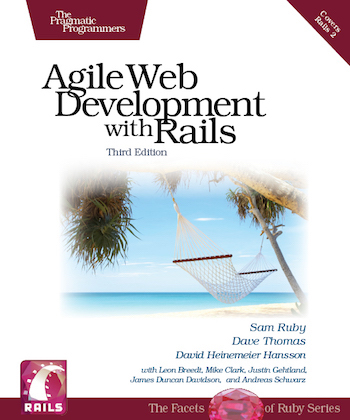 The
Pragmatic
Programmers
Covers
Rails 2
Agile Web
Development
with Rails
Third Edition
Sam Ruby
Dave Thomas
David Heinemeier Hansson
with Leon Breedt, Mike Clark, Justin Gehtland,
James Duncan Davidson, and Andreas Schwarz
RAILS
The Facets of Ruby Series